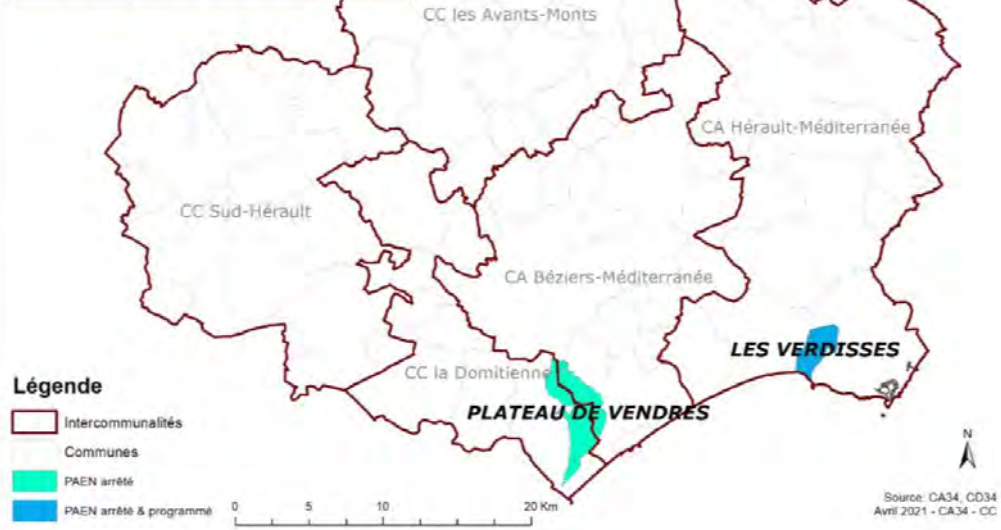 CC les Avants-Monts
CA Hérault-Méditerranée
CC Sud-Hérault
CA Béziers-Méditerranée
LES VERDISSES
CC la Domitienne
PLATEAU DE VENDRES
Légende
Intercommunalités
Communes
PAEN arrêté
PAEN arrêté & programmé
0 5 10 20 Km
N
Source: CA34, CD34
Avril 2021 - CA34 - CC